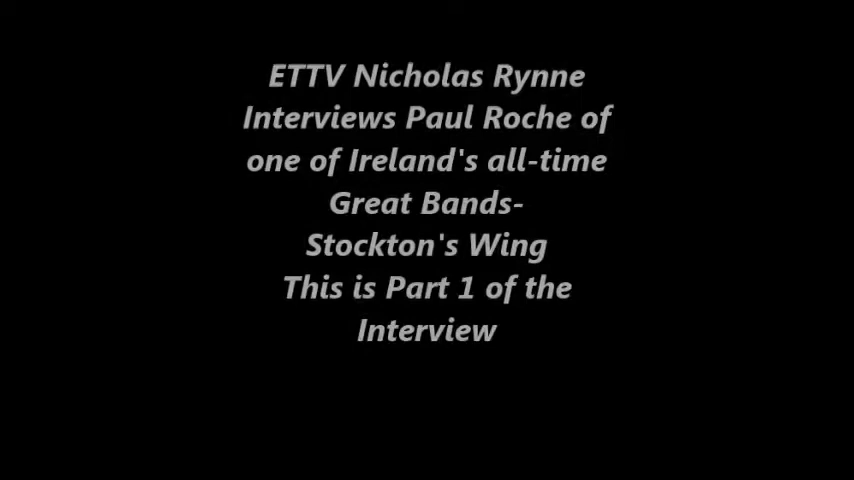 ETTV Nicholas Rynne
Interviews Paul Roche of
one of Ireland's all-time
Great Bands-
Stockton's Wing
This is Part 1 of the
Interview